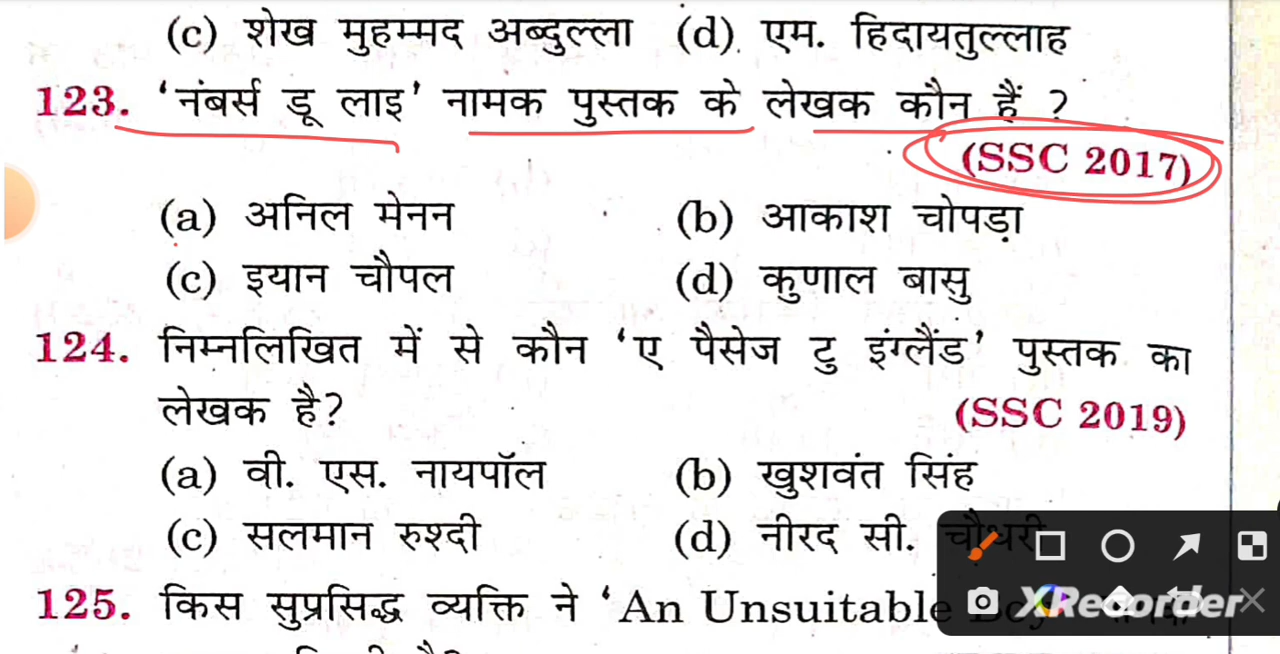 (c) शेख मुहम्मद अब्दुल्ला (d) एम. हिदायतुल्लाह
123. 'नंबर्स डू लाइ' नामक पुस्तक के लेखक कौन हैं ?
(SSC 2017)
(a) अनिल मेनन (b) आकाश चोपड़ा
(c) इयान चौपल (d) कुणाल बासु
124. निम्नलिखित में से कौन 'ए पैसेज टु इंग्लैंड' पुस्तक का
लेखक है? (SSC 2019)
(a) वी. एस. नायपॉल (b) खुशवंत सिंह
(c) सलमान रुश्दी (d) नीरद सी. चौधरी
125. किस सुप्रसिद्ध व्यक्ति ने 'An Unsuitable
XRecorder